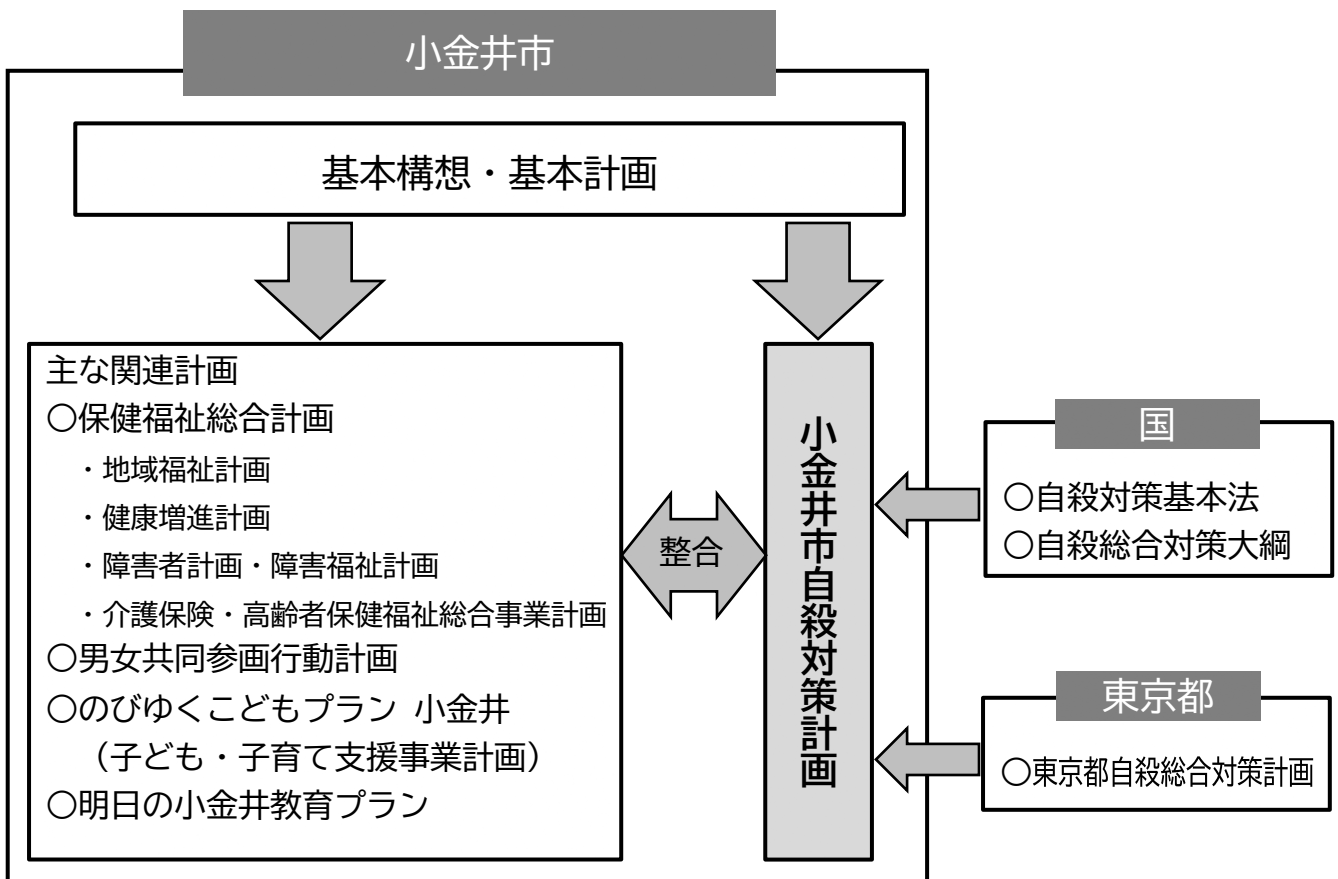 小金井市
基本構想・基本計画
主な関連計画
○保健福祉総合計画
・地域福祉計画
・健康増進計画
・障害者計画・障害福祉計画
・介護保険・高齢者保健福祉総合事業計画
○男女共同参画行動計画
○のびゆくこどもプラン 小金井
（子ども・子育て支援事業計画）
○明日の小金井教育プラン
整合
小金井市自殺対策計画
国
○自殺対策基本法
○自殺総合対策大綱
東京都
○東京都自殺総合対策計画